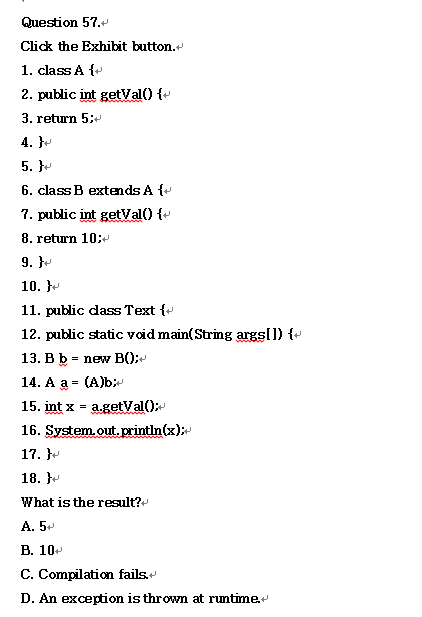 Question 57.
Click the Exhibit button.
1. class A {
2. public int getVal() {
3. return 5;
4. }
5. }
6. class B extends A {
7. public int getVal() {
8. return 10;
9. }
10. }
11. public class Text {
12. public static void main(String args[]) {
13. B b = new B();
14. A a = (A)b;
15. int x = a.getVal();
16. System.out.println(x);
17. }
18. }
What is the result?
A. 5
B. 10
C. Compilation fails.
D. An exception is thrown at runtime.